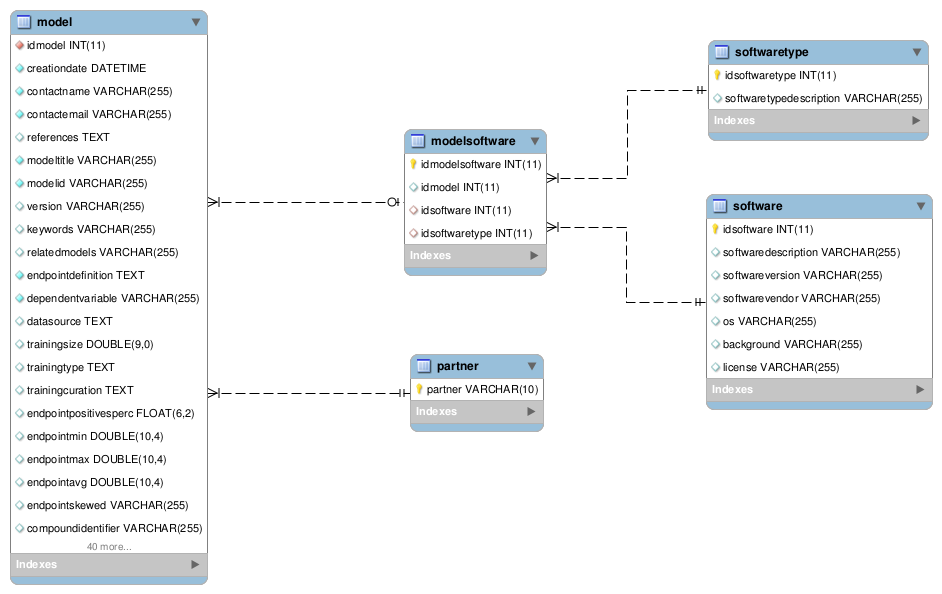 model
idmodel INT(11)
creationdate DATETIME
contactname VARCHAR(255)
contactemail VARCHAR(255)
references TEXT
modeltitle VARCHAR(255)
modelid VARCHAR(255)
version VARCHAR(255)
keywords VARCHAR(255)
relatedmodels VARCHAR(255)
endpointdefinition TEXT
dependentvariable VARCHAR(255)
datasource TEXT
trainingsize DOUBLE(9,0)
trainingtype TEXT
trainingcuration TEXT
endpointpositivesperc FLOAT(6,2)
endpointmin DOUBLE(10,4)
endpointmax DOUBLE(10,4)
endpointavg DOUBLE(10,4)
endpointskewed VARCHAR(255)
compoundidentifier VARCHAR(255)
40 more...
Indexes
modelsoftware
idmodelsoftware INT(11)
idmodel INT(11)
idsoftware INT(11)
idsoftwaretype INT(11)
Indexes
partner
partner VARCHAR(10)
Indexes
softwaretype
idsoftwaretype INT(11)
softwaretypedescription VARCHAR(255)
Indexes
software
idsoftware INT(11)
softwaredescription VARCHAR(255)
softwareversion VARCHAR(255)
softwarevendor VARCHAR(255)
os VARCHAR(255)
background VARCHAR(255)
license VARCHAR(255)
Indexes